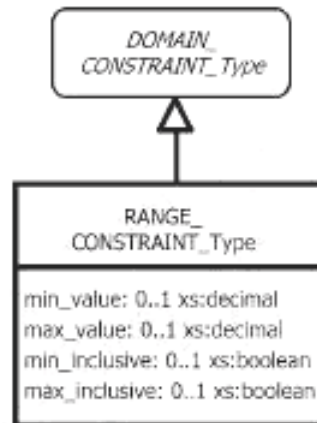 DOMAIN_
CONSTRAINT_Type
RANGE_
CONSTRAINT_Type
min_value: 0..1 xs:decimal
max_value: 0..1 xs:decimal
min_inclusive: 0..1 xs:boolean
max_inclusive: 0..1 xs:boolean